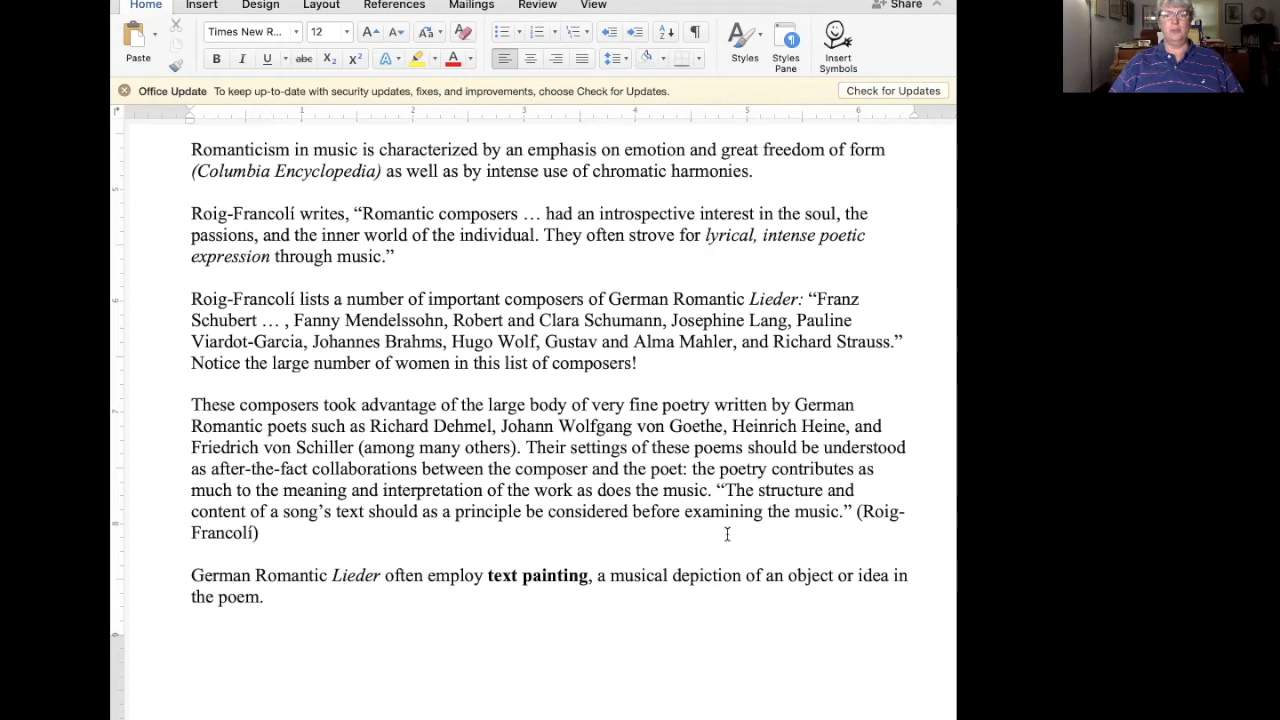 Home Insert Design Layout References Mailings Review View Share
Times New R... 12
Paste
B I U abc X2 X2 A A
Styles
Styles Pane
Insert Symbols
Office Update To keep up-to-date with security updates, fixes, and improvements, choose Check for Updates. Check for Updates
1 2 3 4 5 6
Romanticism in music is characterized by an emphasis on emotion and great freedom of form
(Columbia Encyclopedia) as well as by intense use of chromatic harmonies.
Roig-Francolí writes, “Romantic composers … had an introspective interest in the soul, the
passions, and the inner world of the individual. They often strove for lyrical, intense poetic
expression through music.”
Roig-Francolí lists a number of important composers of German Romantic Lieder: “Franz
Schubert … , Fanny Mendelssohn, Robert and Clara Schumann, Josephine Lang, Pauline
Viardot-Garcia, Johannes Brahms, Hugo Wolf, Gustav and Alma Mahler, and Richard Strauss.”
Notice the large number of women in this list of composers!
These composers took advantage of the large body of very fine poetry written by German
Romantic poets such as Richard Dehmel, Johann Wolfgang von Goethe, Heinrich Heine, and
Friedrich von Schiller (among many others). Their settings of these poems should be understood
as after-the-fact collaborations between the composer and the poet: the poetry contributes as
much to the meaning and interpretation of the work as does the music. “The structure and
content of a song’s text should as a principle be considered before examining the music.” (Roig-
Francolí)
German Romantic Lieder often employ text painting, a musical depiction of an object or idea in
the poem.